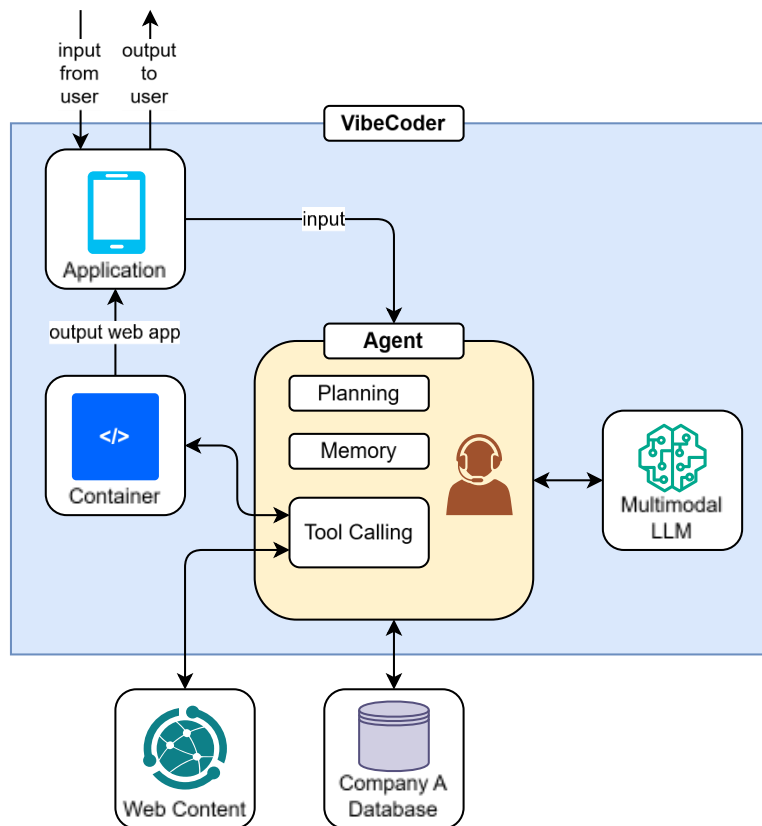 input
from
user
output
to
user
VibeCoder
Application
input
output web app
Agent
Planning
Memory
Tool Calling
</>
Container
Multimodal
LLM
Web Content
Company A
Database